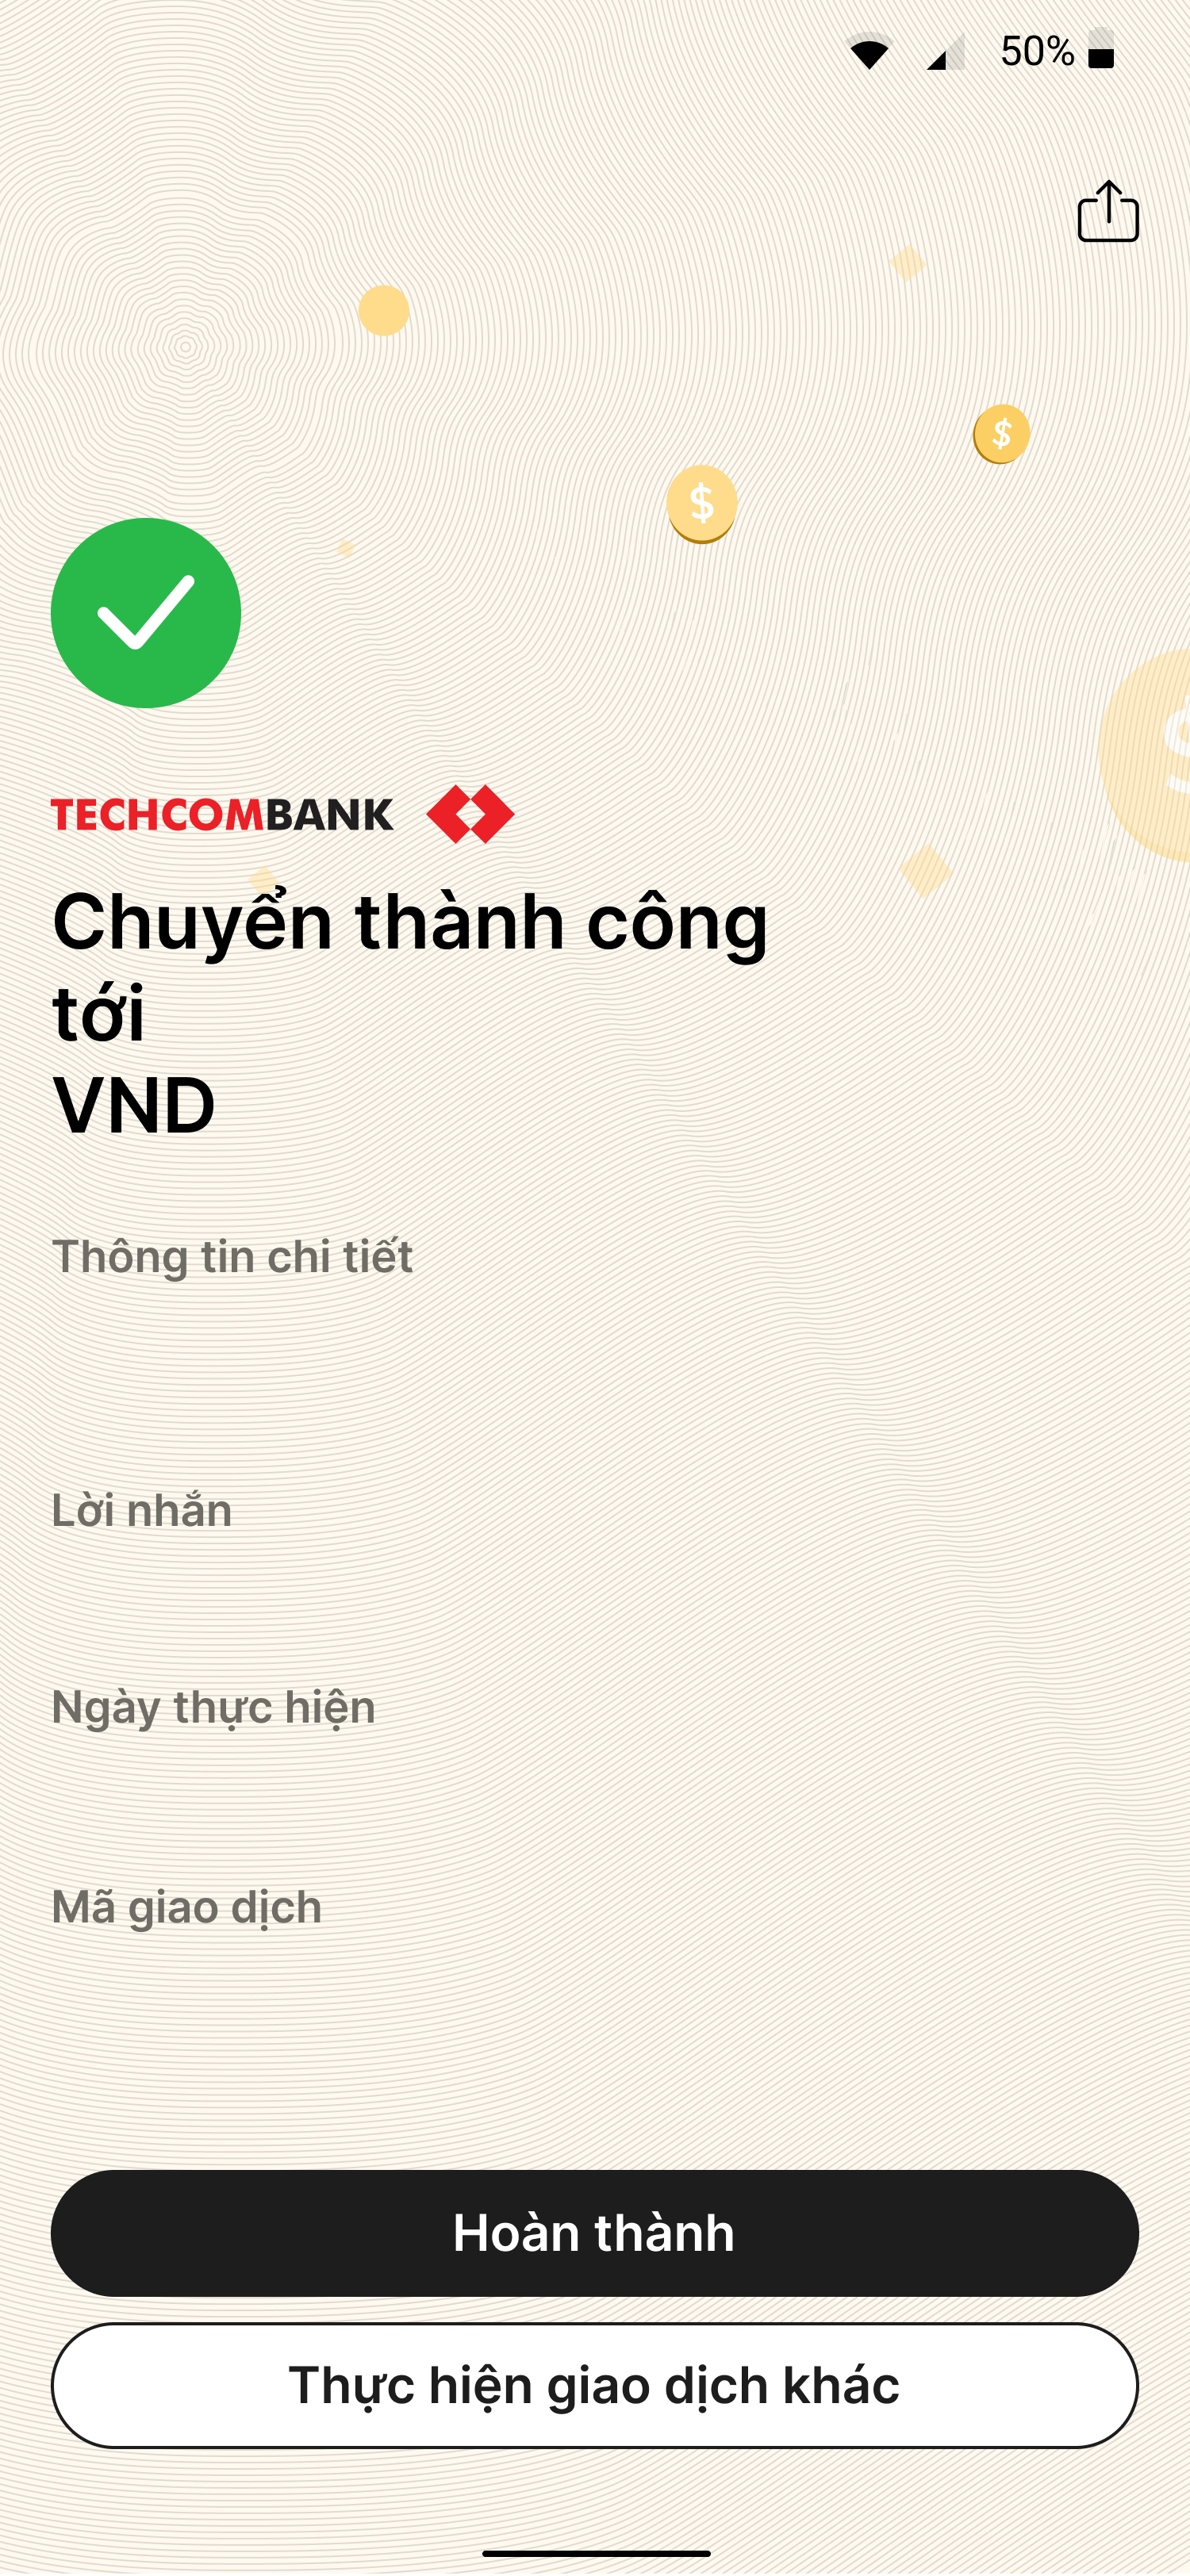 50%
$
$
$
TECHCOMBANK
Chuyển thành công
tới
VND
Thông tin chi tiết
Lời nhắn
Ngày thực hiện
Mã giao dịch
Hoàn thành
Thực hiện giao dịch khác